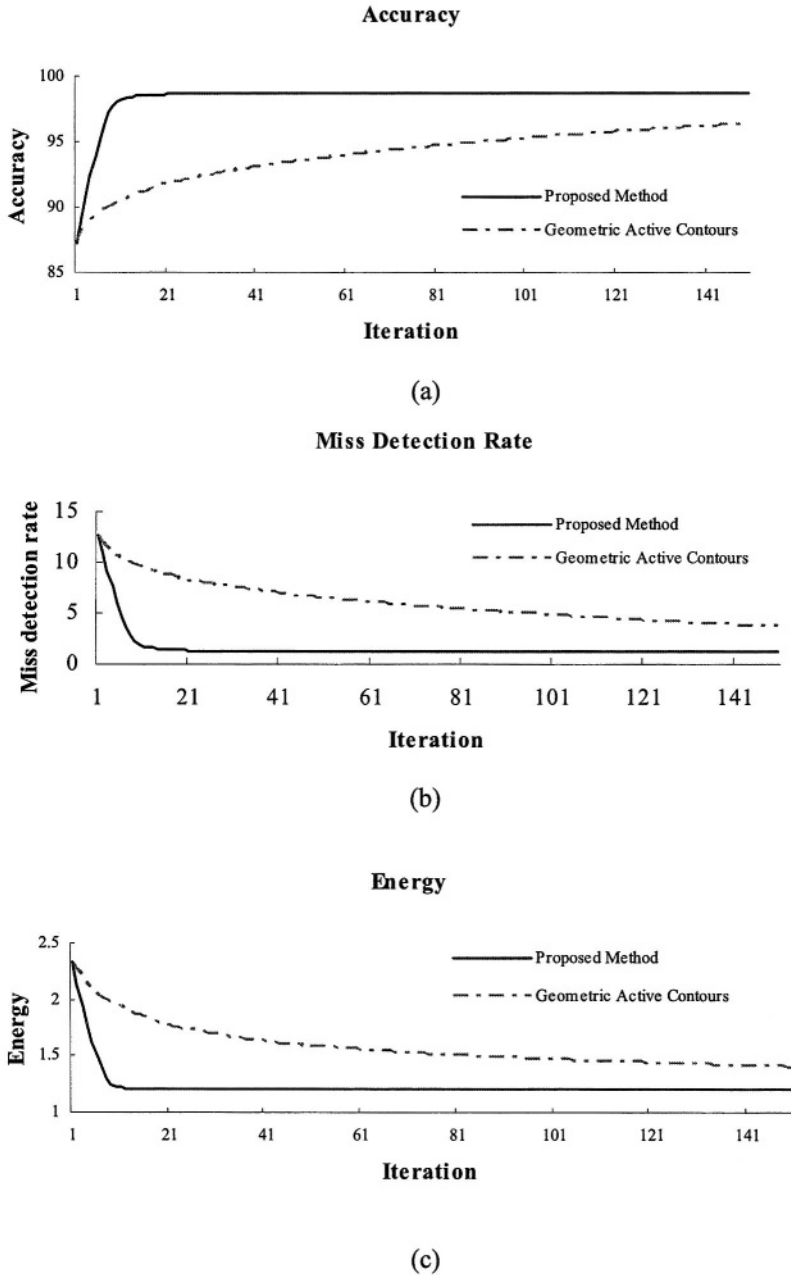 Accuracy
100
95
90
85
Accuracy
Proposed Method
Geometric Active Contours
1 21 41 61 81 101 121 141
Iteration
(a)
Miss Detection Rate
15
10
5
0
Miss detection rate
Proposed Method
Geometric Active Contours
1 21 41 61 81 101 121 141
Iteration
(b)
Energy
2.5
2
1.5
1
Energy
Proposed Method
Geometric Active Contours
1 21 41 61 81 101 121 141
Iteration
(c)